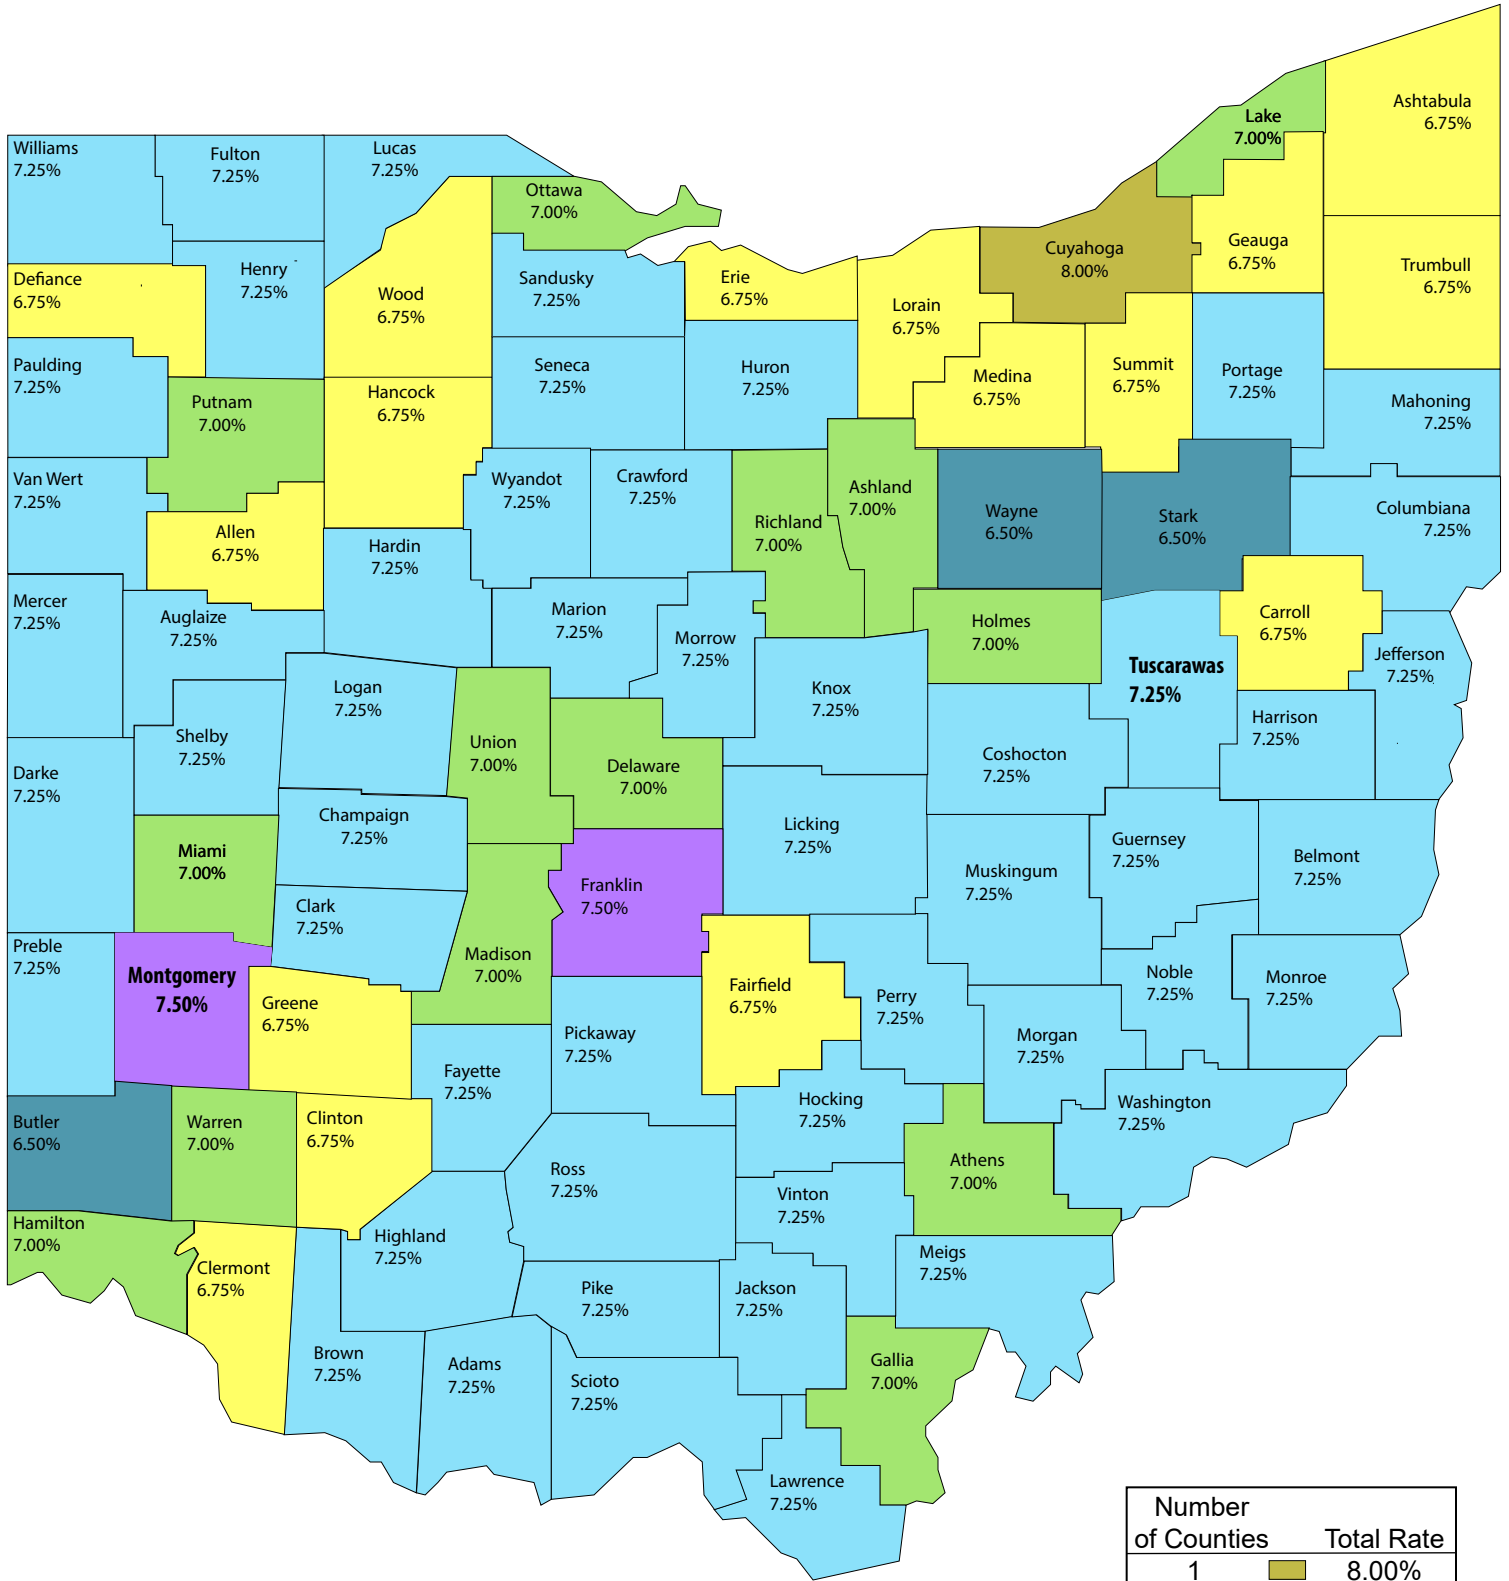 Ashtabula
6.75%
Lake
7.00%
Williams
7.25%
Fulton
7.25%
Lucas
7.25%
Ottawa
7.00%
Cuyahoga
8.00%
Geauga
6.75%
Trumbull
6.75%
Defiance
6.75%
Henry
7.25%
Wood
6.75%
Sandusky
7.25%
Erie
6.75%
Lorain
6.75%
Paulding
7.25%
Putnam
7.00%
Hancock
6.75%
Seneca
7.25%
Huron
7.25%
Medina
6.75%
Summit
6.75%
Portage
7.25%
Mahoning
7.25%
Van Wert
7.25%
Allen
6.75%
Wyandot
7.25%
Crawford
7.25%
Richland
7.00%
Ashland
7.00%
Wayne
6.50%
Stark
6.50%
Columbiana
7.25%
Mercer
7.25%
Auglaize
7.25%
Hardin
7.25%
Marion
7.25%
Morrow
7.25%
Holmes
7.00%
Tuscarawas
7.25%
Carroll
6.75%
Jefferson
7.25%
Logan
7.25%
Knox
7.25%
Shelby
7.25%
Union
7.00%
Delaware
7.00%
Coshocton
7.25%
Harrison
7.25%
Darke
7.25%
Champaign
7.25%
Licking
7.25%
Miami
7.00%
Muskingum
7.25%
Guernsey
7.25%
Belmont
7.25%
Clark
7.25%
Franklin
7.50%
Preble
7.25%
Montgomery
7.50%
Greene
6.75%
Madison
7.00%
Fairfield
6.75%
Perry
7.25%
Noble
7.25%
Monroe
7.25%
Morgan
7.25%
Pickaway
7.25%
Fayette
7.25%
Hocking
7.25%
Washington
7.25%
Butler
6.50%
Warren
7.00%
Clinton
6.75%
Ross
7.25%
Athens
7.00%
Vinton
7.25%
Hamilton
7.00%
Highland
7.25%
Clermont
6.75%
Pike
7.25%
Jackson
7.25%
Meigs
7.25%
Brown
7.25%
Adams
7.25%
Scioto
7.25%
Gallia
7.00%
Lawrence
7.25%
Number
of Counties Total Rate
1 8.00%